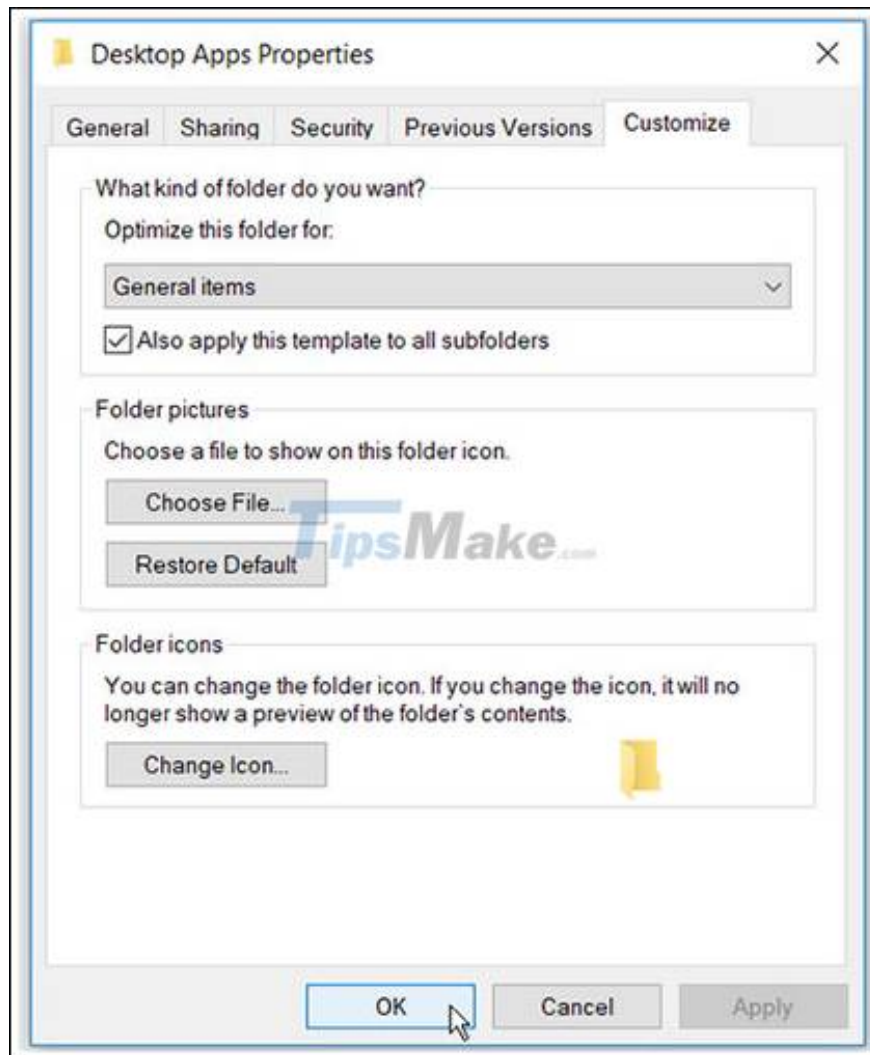 Desktop Apps Properties
General Sharing Security Previous Versions Customize
What kind of folder do you want?
Optimize this folder for:
General items
Also apply this template to all subfolders
Folder pictures
Choose a file to show on this folder icon.
Choose File...
TipsMake.com
Restore Default
Folder icons
You can change the folder icon. If you change the icon, it will no
longer show a preview of the folder's contents.
Change Icon...
OK Cancel Apply